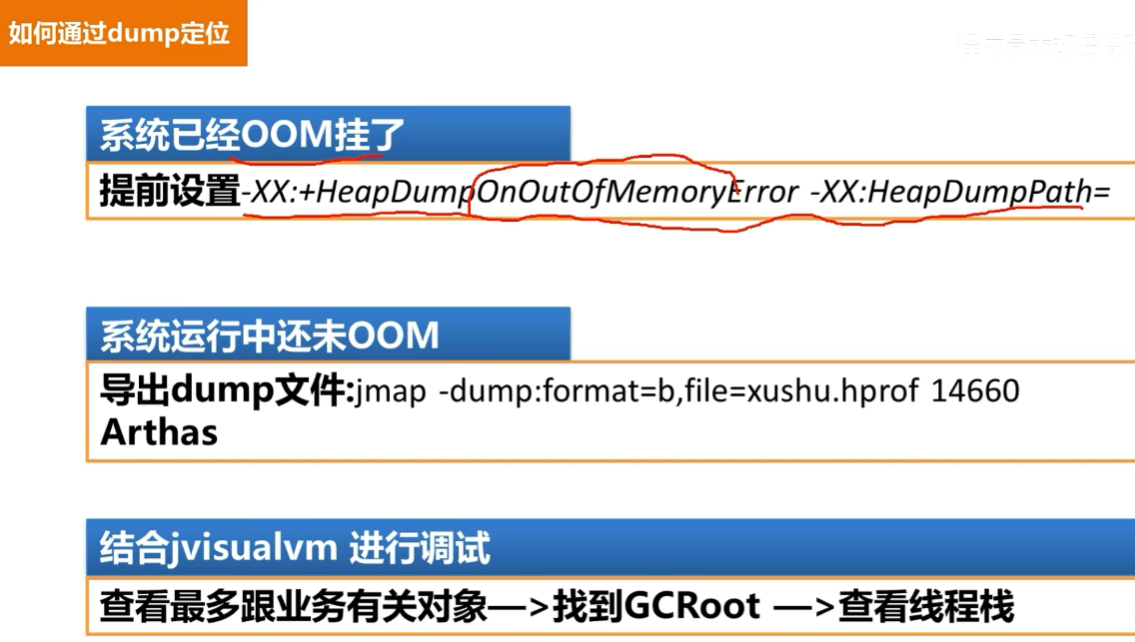 如何通过dump定位
系统已经OOM挂了
提前设置-XX:+HeapDumpOnOutOfMemoryError -XX:HeapDumpPath=
系统运行中还未OOM
导出dump文件:jmap -dump:format=b,file=xushu.hprof 14660
Arthas
结合jvisualvm 进行调试
查看最多跟业务有关对象—>找到GCRoot —>查看线程栈